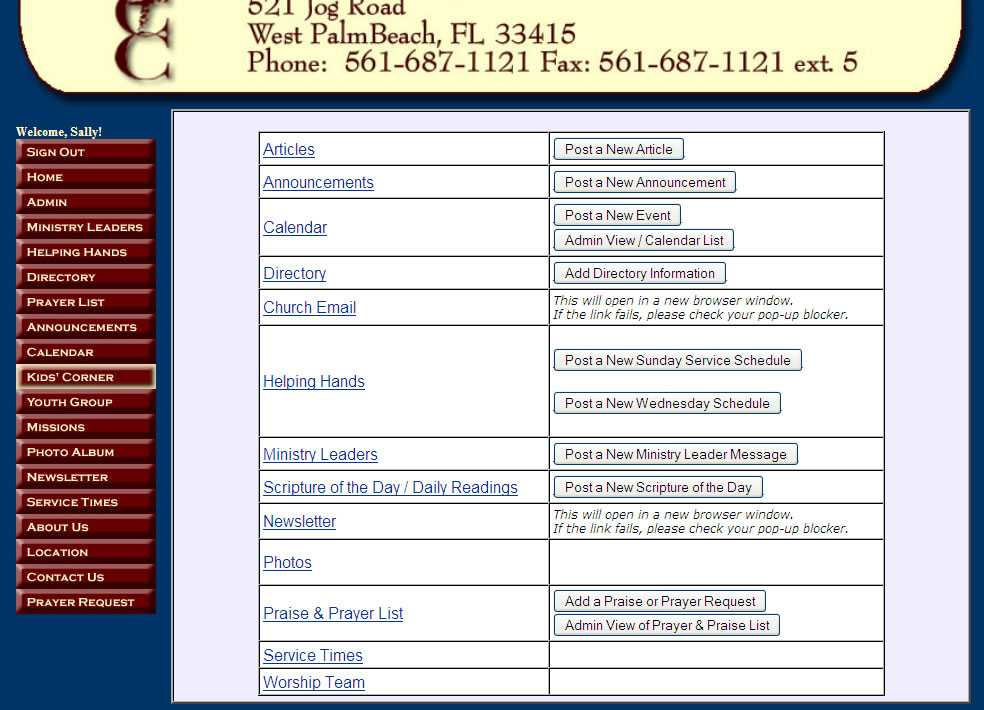 521 Jog Road
West PalmBeach, FL 33415
Phone: 561-687-1121 Fax: 561-687-1121 ext. 5
Welcome, Sally!
Sign Out
Home
Admin
Ministry Leaders
Helping Hands
Directory
Prayer List
Announcements
Calendar
Kids' Corner
Youth Group
Missions
Photo Album
Newsletter
Service Times
About Us
Location
Contact Us
Prayer Request
Articles
Post a New Article
Announcements
Post a New Announcement
Calendar
Post a New Event
Admin View / Calendar List
Directory
Add Directory Information
Church Email
This will open in a new browser window.
If the link fails, please check your pop-up blocker.
Helping Hands
Post a New Sunday Service Schedule
Post a New Wednesday Schedule
Ministry Leaders
Post a New Ministry Leader Message
Scripture of the Day / Daily Readings
Post a New Scripture of the Day
Newsletter
This will open in a new browser window.
If the link fails, please check your pop-up blocker.
Photos
Praise & Prayer List
Add a Praise or Prayer Request
Admin View of Prayer & Praise List
Service Times
Worship Team